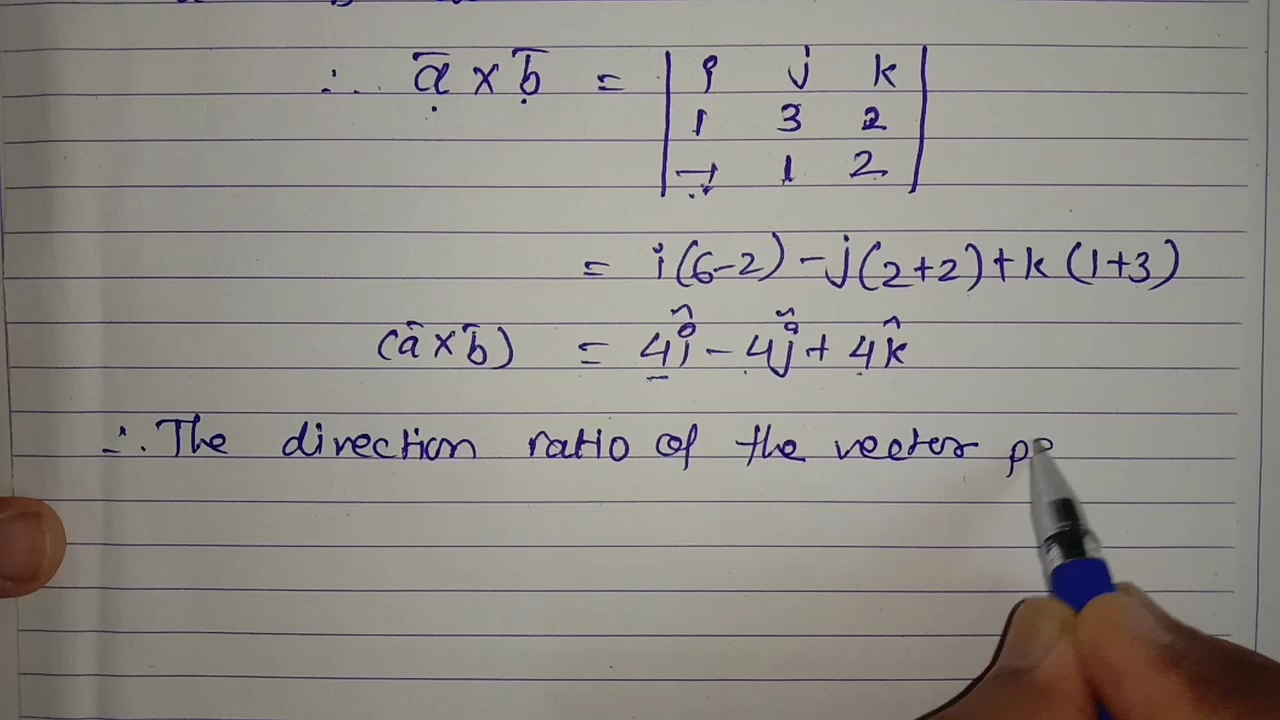 ∴ a̅ × b̅ = | i j k |
| 1 3 2 |
| -1 1 2 |
= i(6-2) - j(2+2) + k(1+3)
(a̅ × b̅) = 4î - 4ĵ + 4k̂
∴ The direction ratio of the vector pe